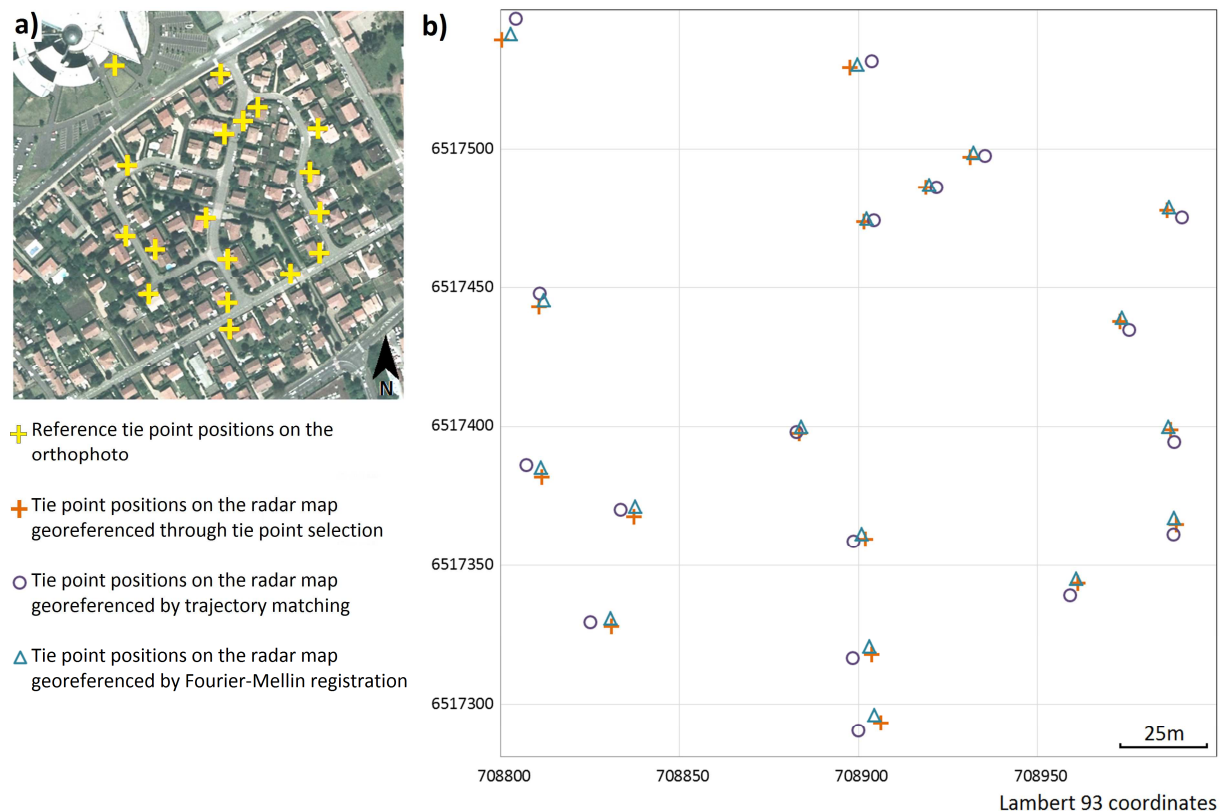 a)
N
Reference tie point positions on the
orthophoto
Tie point positions on the radar map
georeferenced through tie point selection
Tie point positions on the radar map
georeferenced by trajectory matching
Tie point positions on the radar map
georeferenced by Fourier-Mellin registration
b)
6517500
6517450
6517400
6517350
6517300
25m
708800 708850 708900 708950
Lambert 93 coordinates